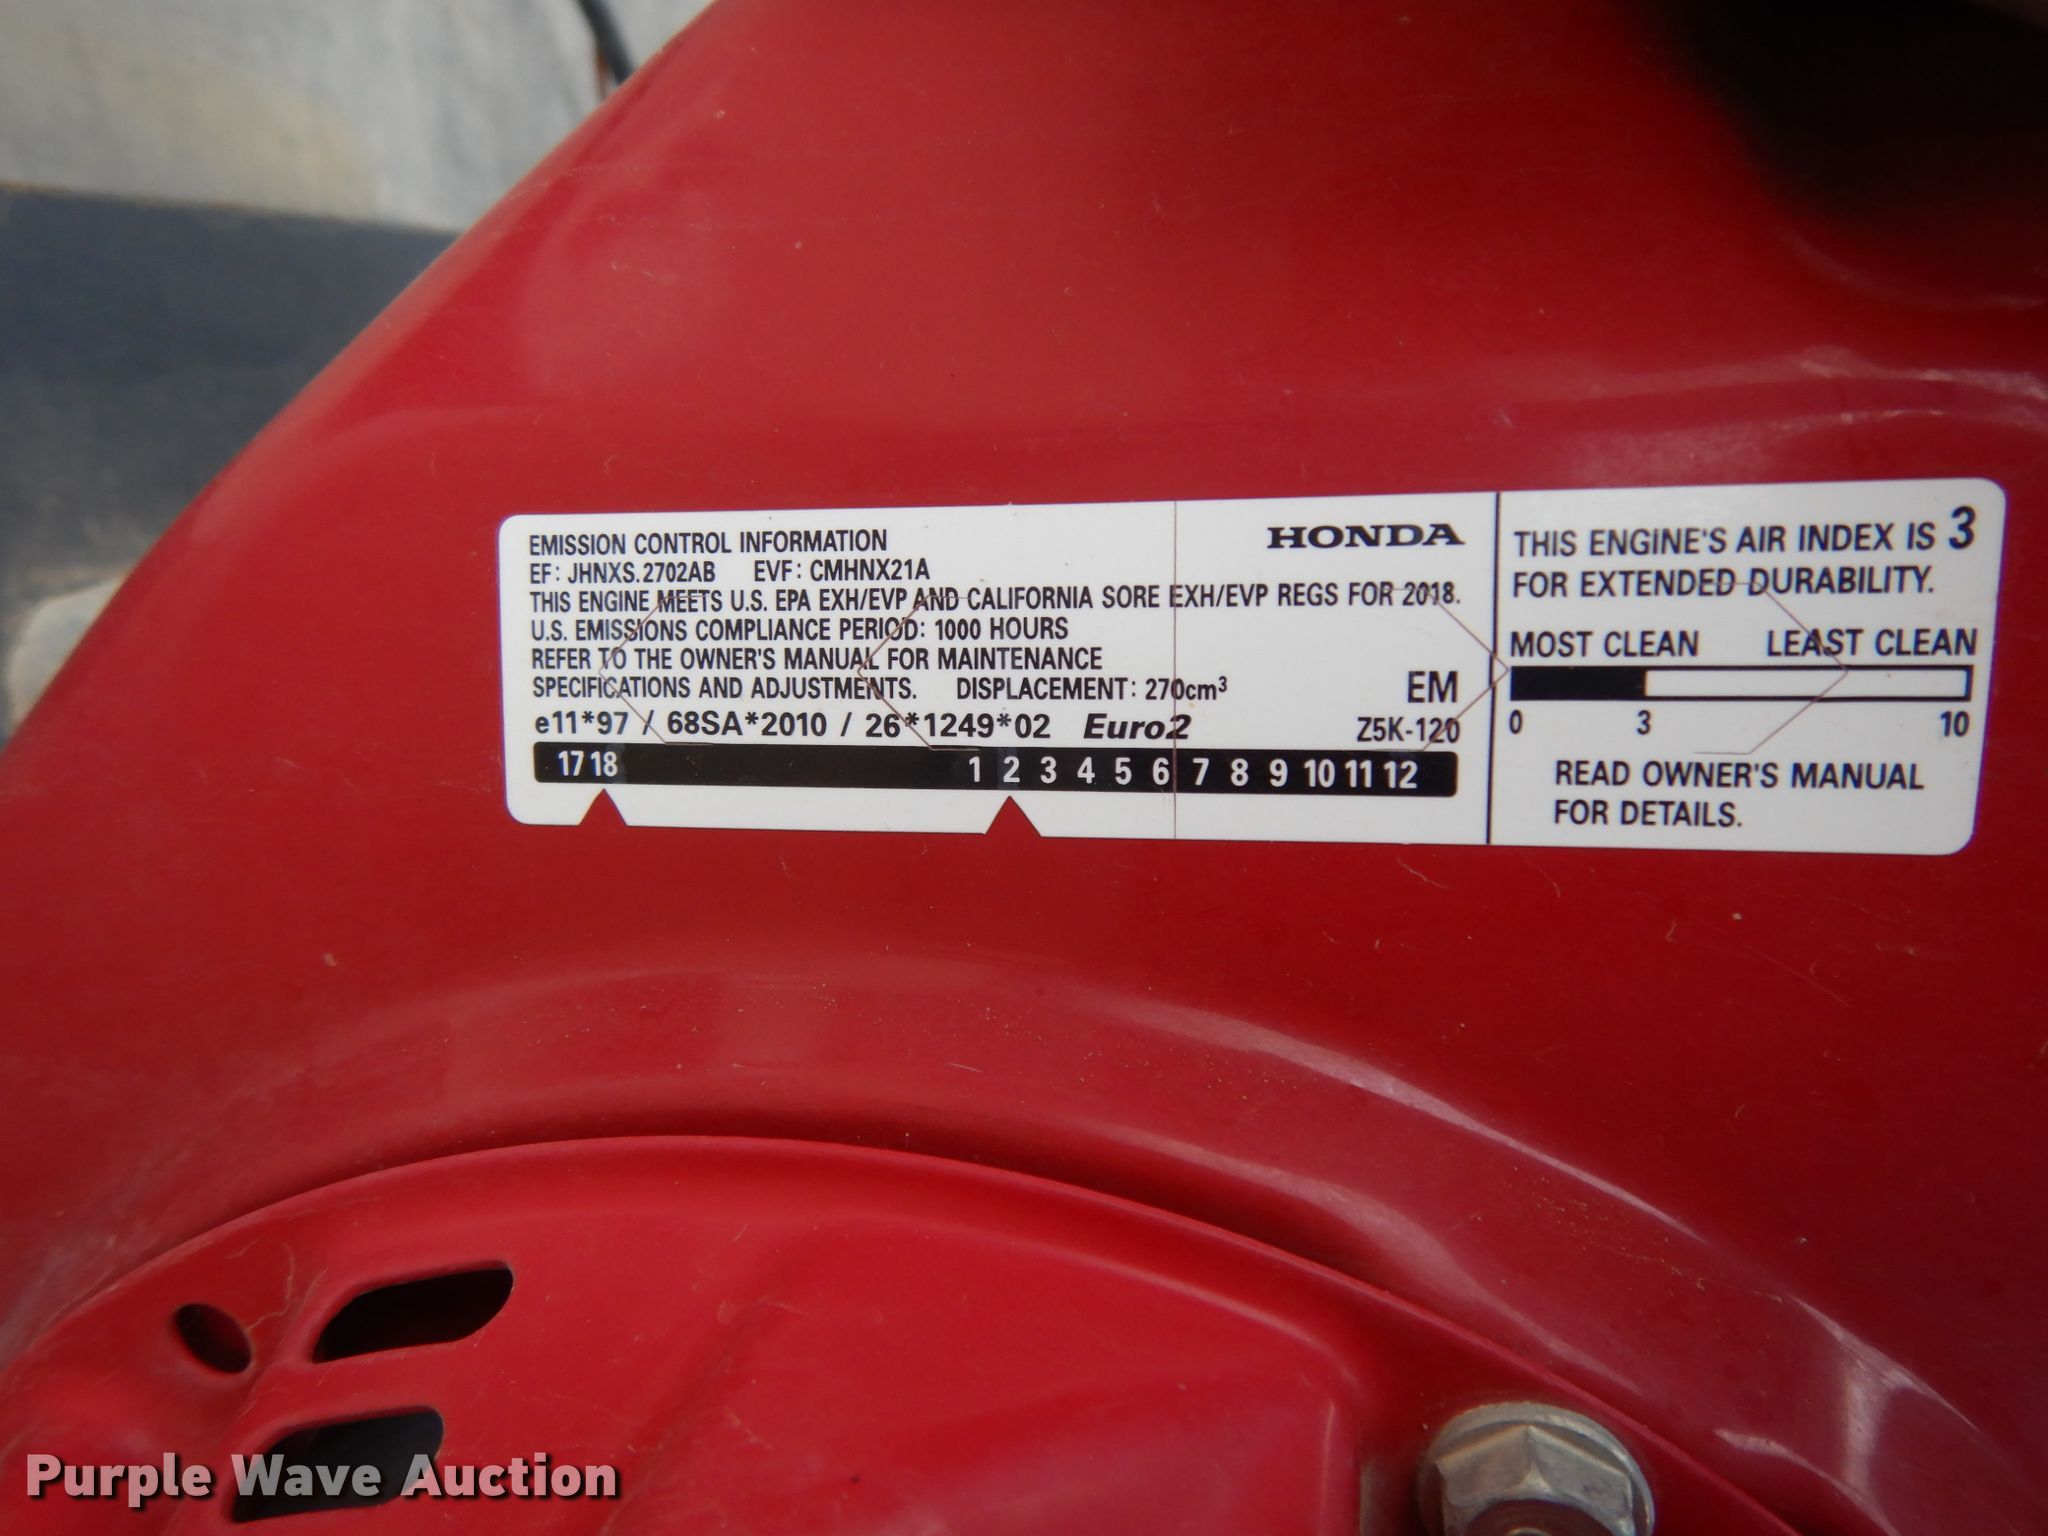 EMISSION CONTROL INFORMATION HONDA
EF: JHNXS.2702AB EVF: CMHNX21A
THIS ENGINE MEETS U.S. EPA EXH/EVP AND CALIFORNIA SORE EXH/EVP REGS FOR 2018.
U.S. EMISSIONS COMPLIANCE PERIOD: 1000 HOURS
REFER TO THE OWNER'S MANUAL FOR MAINTENANCE
SPECIFICATIONS AND ADJUSTMENTS. DISPLACEMENT: 270cm³ EM
e11*97 / 68SA*2010 / 26*1249*02 Euro2 Z5K-120
17 18 1 2 3 4 5 6 7 8 9 10 11 12
THIS ENGINE'S AIR INDEX IS 3
FOR EXTENDED DURABILITY.
MOST CLEAN LEAST CLEAN
0 3 10
READ OWNER'S MANUAL
FOR DETAILS.
Purple Wave Auction